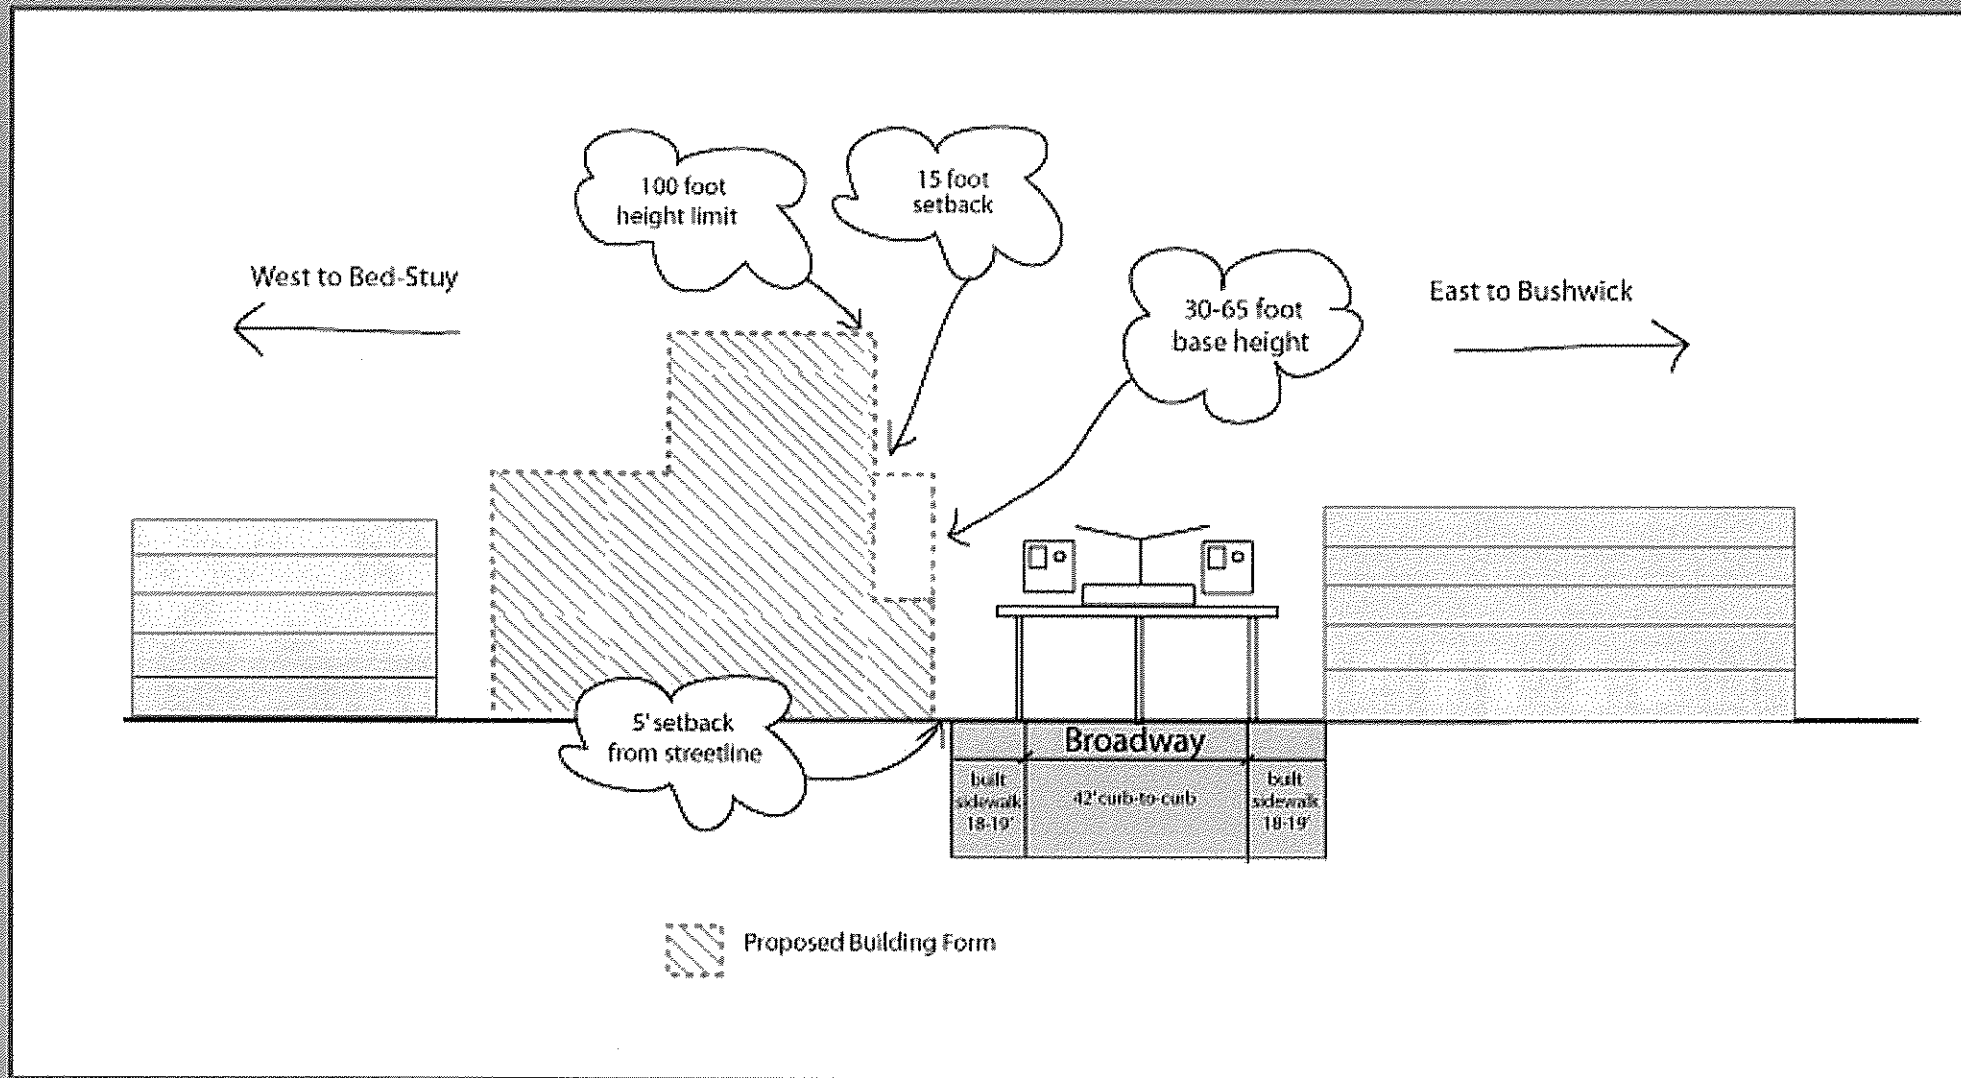 100 foot
height limit
15 foot
setback
West to Bed-Stuy
East to Bushwick
30-65 foot
base height
5' setback
from streetline
Broadway
built
sidewalk
18-19'
42' curb-to-curb
built
sidewalk
18-19'
Proposed Building Form